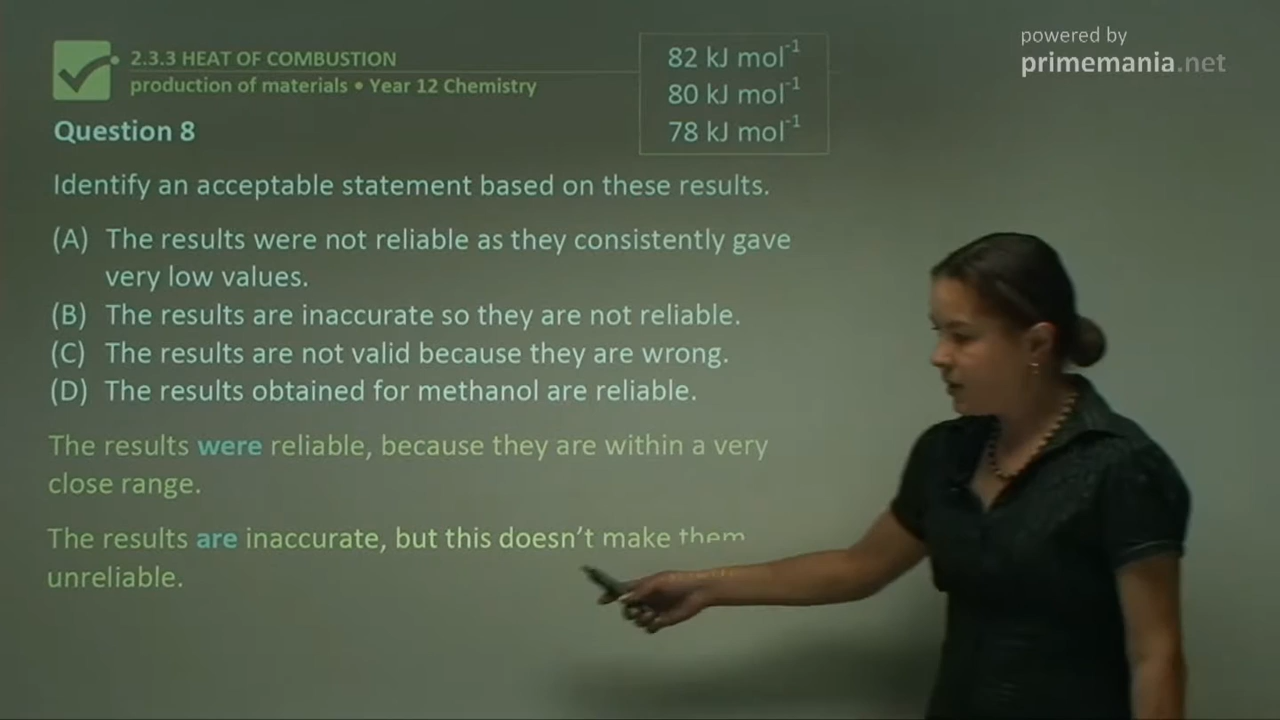 powered by
primemania.net
2.3.3 HEAT OF COMBUSTION
production of materials • Year 12 Chemistry
82 kJ mol⁻¹
80 kJ mol⁻¹
78 kJ mol⁻¹
Question 8
Identify an acceptable statement based on these results.
(A) The results were not reliable as they consistently gave
very low values.
(B) The results are inaccurate so they are not reliable.
(C) The results are not valid because they are wrong.
(D) The results obtained for methanol are reliable.
The results were reliable, because they are within a very
close range.
The results are inaccurate, but this doesn't make them
unreliable.